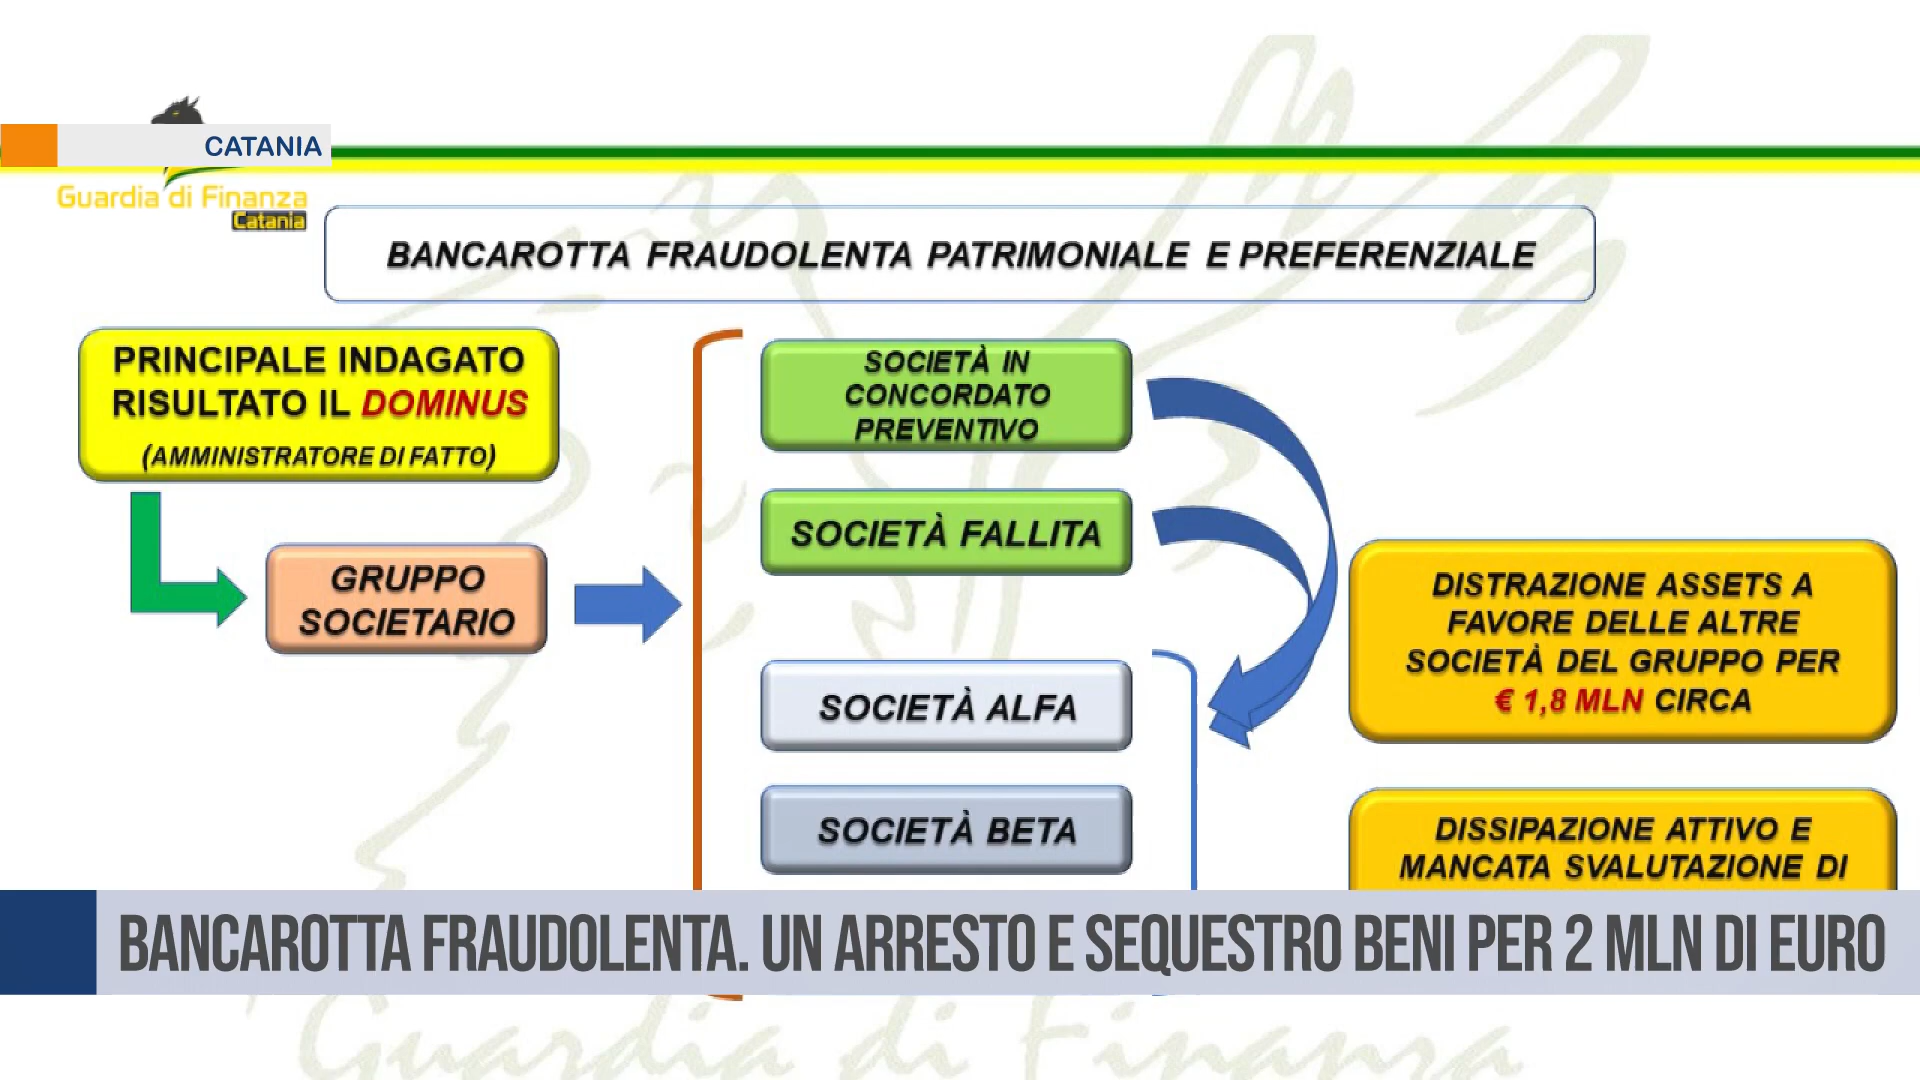 CATANIA
Guardia di Finanza
Catania
BANCAROTTA FRAUDOLENTA PATRIMONIALE E PREFERENZIALE
PRINCIPALE INDAGATO
RISULTATO IL DOMINUS
(AMMINISTRATORE DI FATTO)
GRUPPO
SOCIETARIO
SOCIETÀ IN
CONCORDATO
PREVENTIVO
SOCIETÀ FALLITA
SOCIETÀ ALFA
SOCIETÀ BETA
DISTRAZIONE ASSETS A
FAVORE DELLE ALTRE
SOCIETÀ DEL GRUPPO PER
€ 1,8 MLN CIRCA
DISSIPAZIONE ATTIVO E
MANCATA SVALUTAZIONE DI
BANCAROTTA FRAUDOLENTA. UN ARRESTO E SEQUESTRO BENI PER 2 MLN DI EURO
Guardia di Finanza